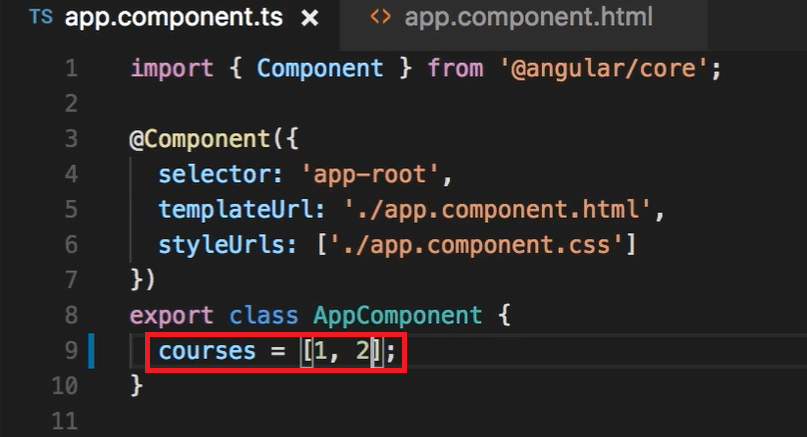 TS app.component.ts × <> app.component.html
1 import { Component } from '@angular/core';
2
3 @Component({
4 selector: 'app-root',
5 templateUrl: './app.component.html',
6 styleUrls: ['./app.component.css']
7 })
8 export class AppComponent {
9 courses = [1, 2];
10 }
11